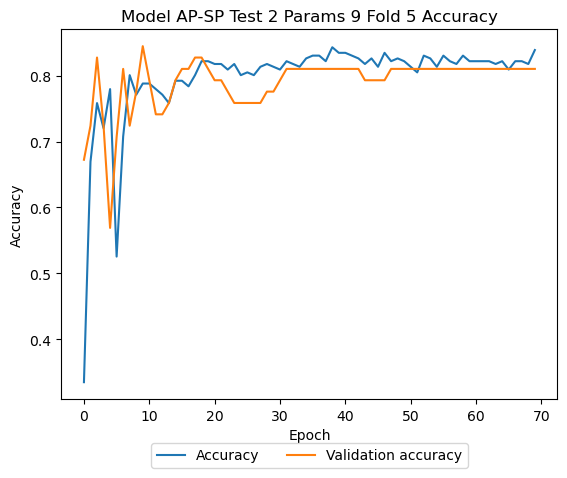 Model AP-SP Test 2 Params 9 Fold 5 Accuracy
Accuracy
0.8
0.7
0.6
0.5
0.4
0 10 20 30 40 50 60 70
Epoch
Accuracy Validation accuracy